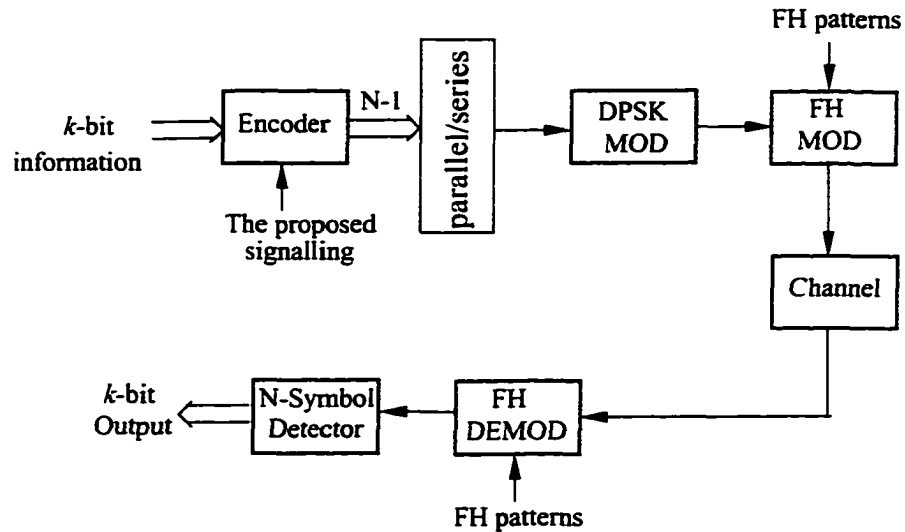 FH patterns
k-bit
information
Encoder
N-1
parallel/series
DPSK
MOD
FH
MOD
The proposed
signalling
Channel
k-bit
Output
N-Symbol
Detector
FH
DEMOD
FH patterns